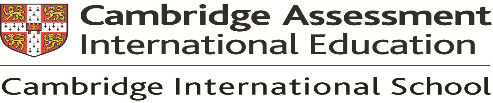 Cambridge Assessment
International Education
Cambridge International School